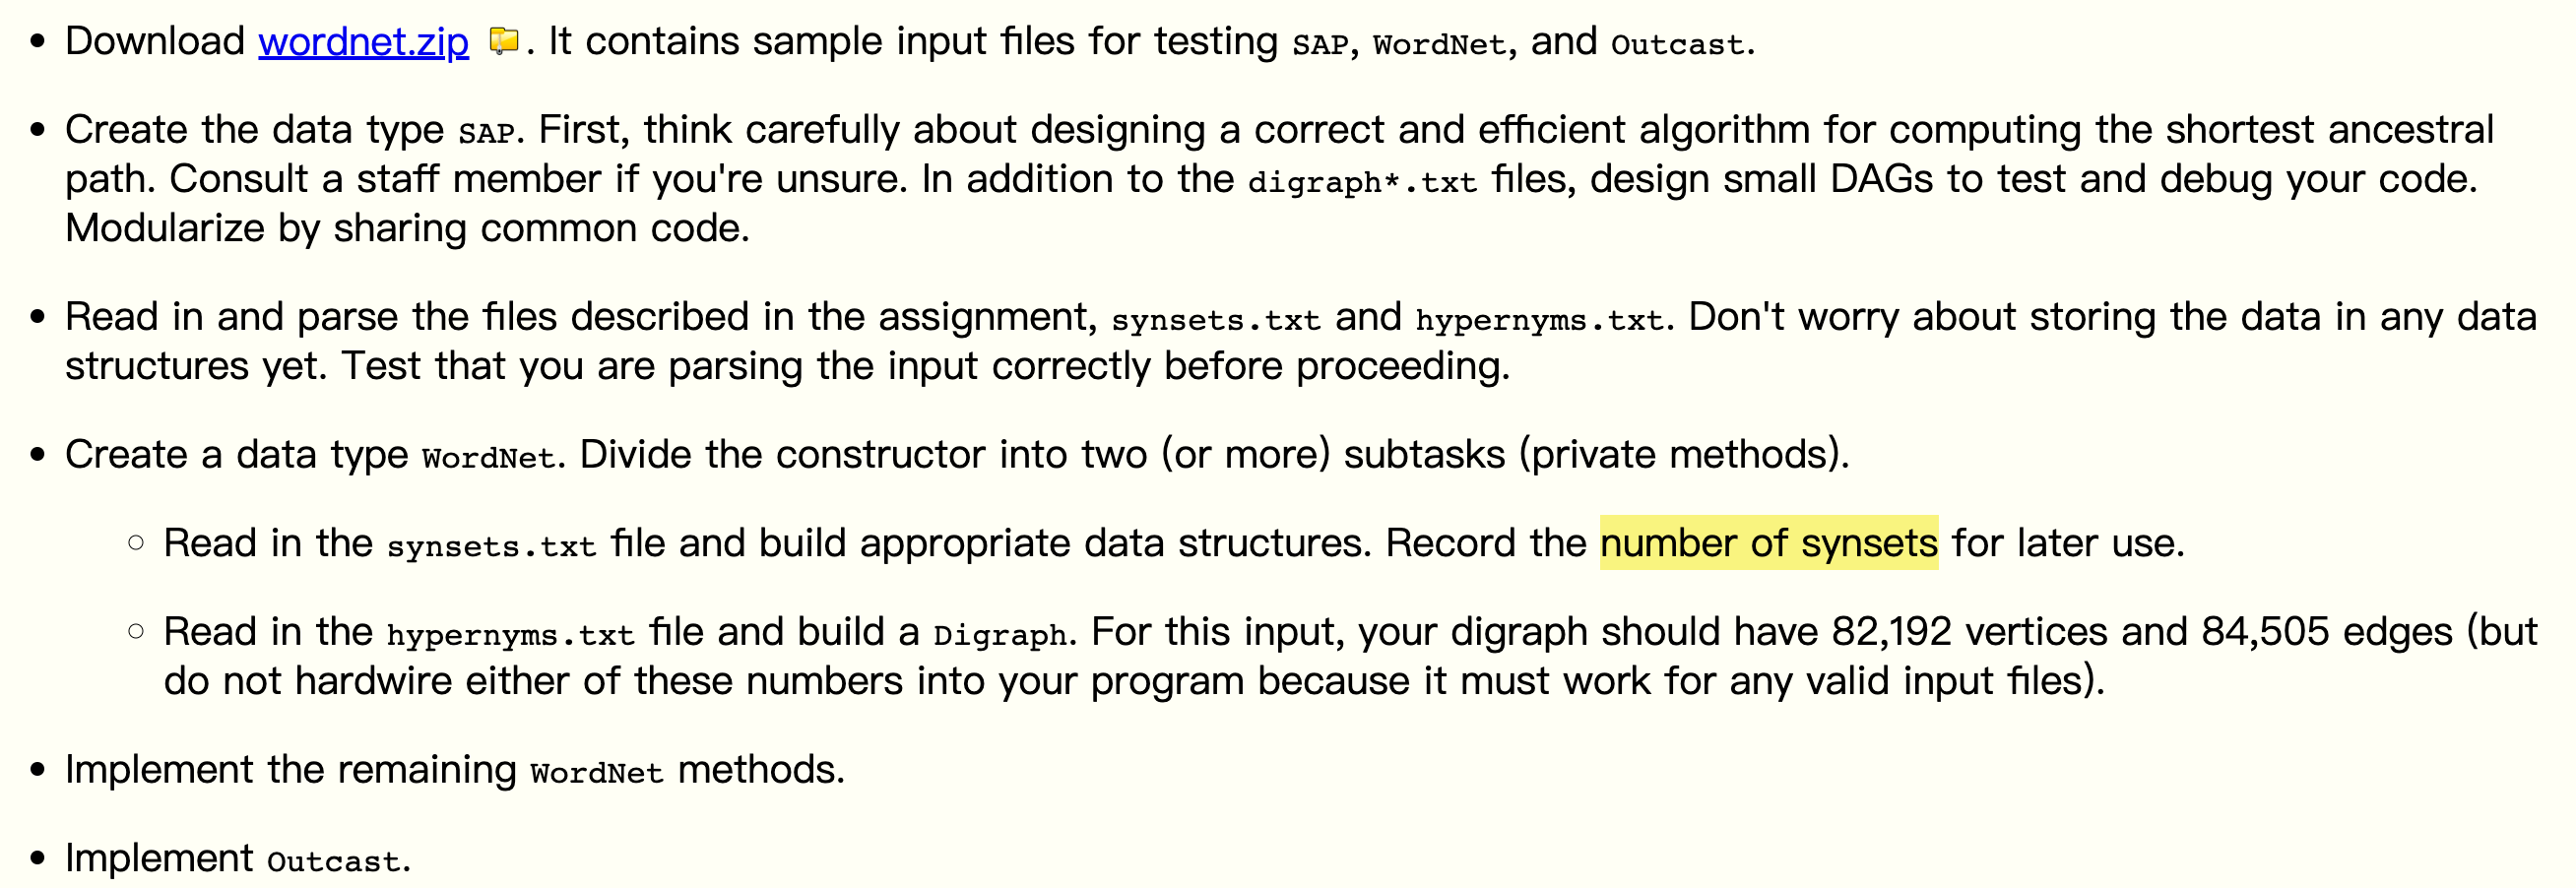 • Download wordnet.zip . It contains sample input files for testing SAP, WordNet, and Outcast.
• Create the data type SAP. First, think carefully about designing a correct and efficient algorithm for computing the shortest ancestral
path. Consult a staff member if you're unsure. In addition to the digraph*.txt files, design small DAGs to test and debug your code.
Modularize by sharing common code.
• Read in and parse the files described in the assignment, synsets.txt and hypernyms.txt. Don't worry about storing the data in any data
structures yet. Test that you are parsing the input correctly before proceeding.
• Create a data type WordNet. Divide the constructor into two (or more) subtasks (private methods).
○ Read in the synsets.txt file and build appropriate data structures. Record the number of synsets for later use.
○ Read in the hypernyms.txt file and build a Digraph. For this input, your digraph should have 82,192 vertices and 84,505 edges (but
do not hardwire either of these numbers into your program because it must work for any valid input files).
• Implement the remaining WordNet methods.
• Implement Outcast.